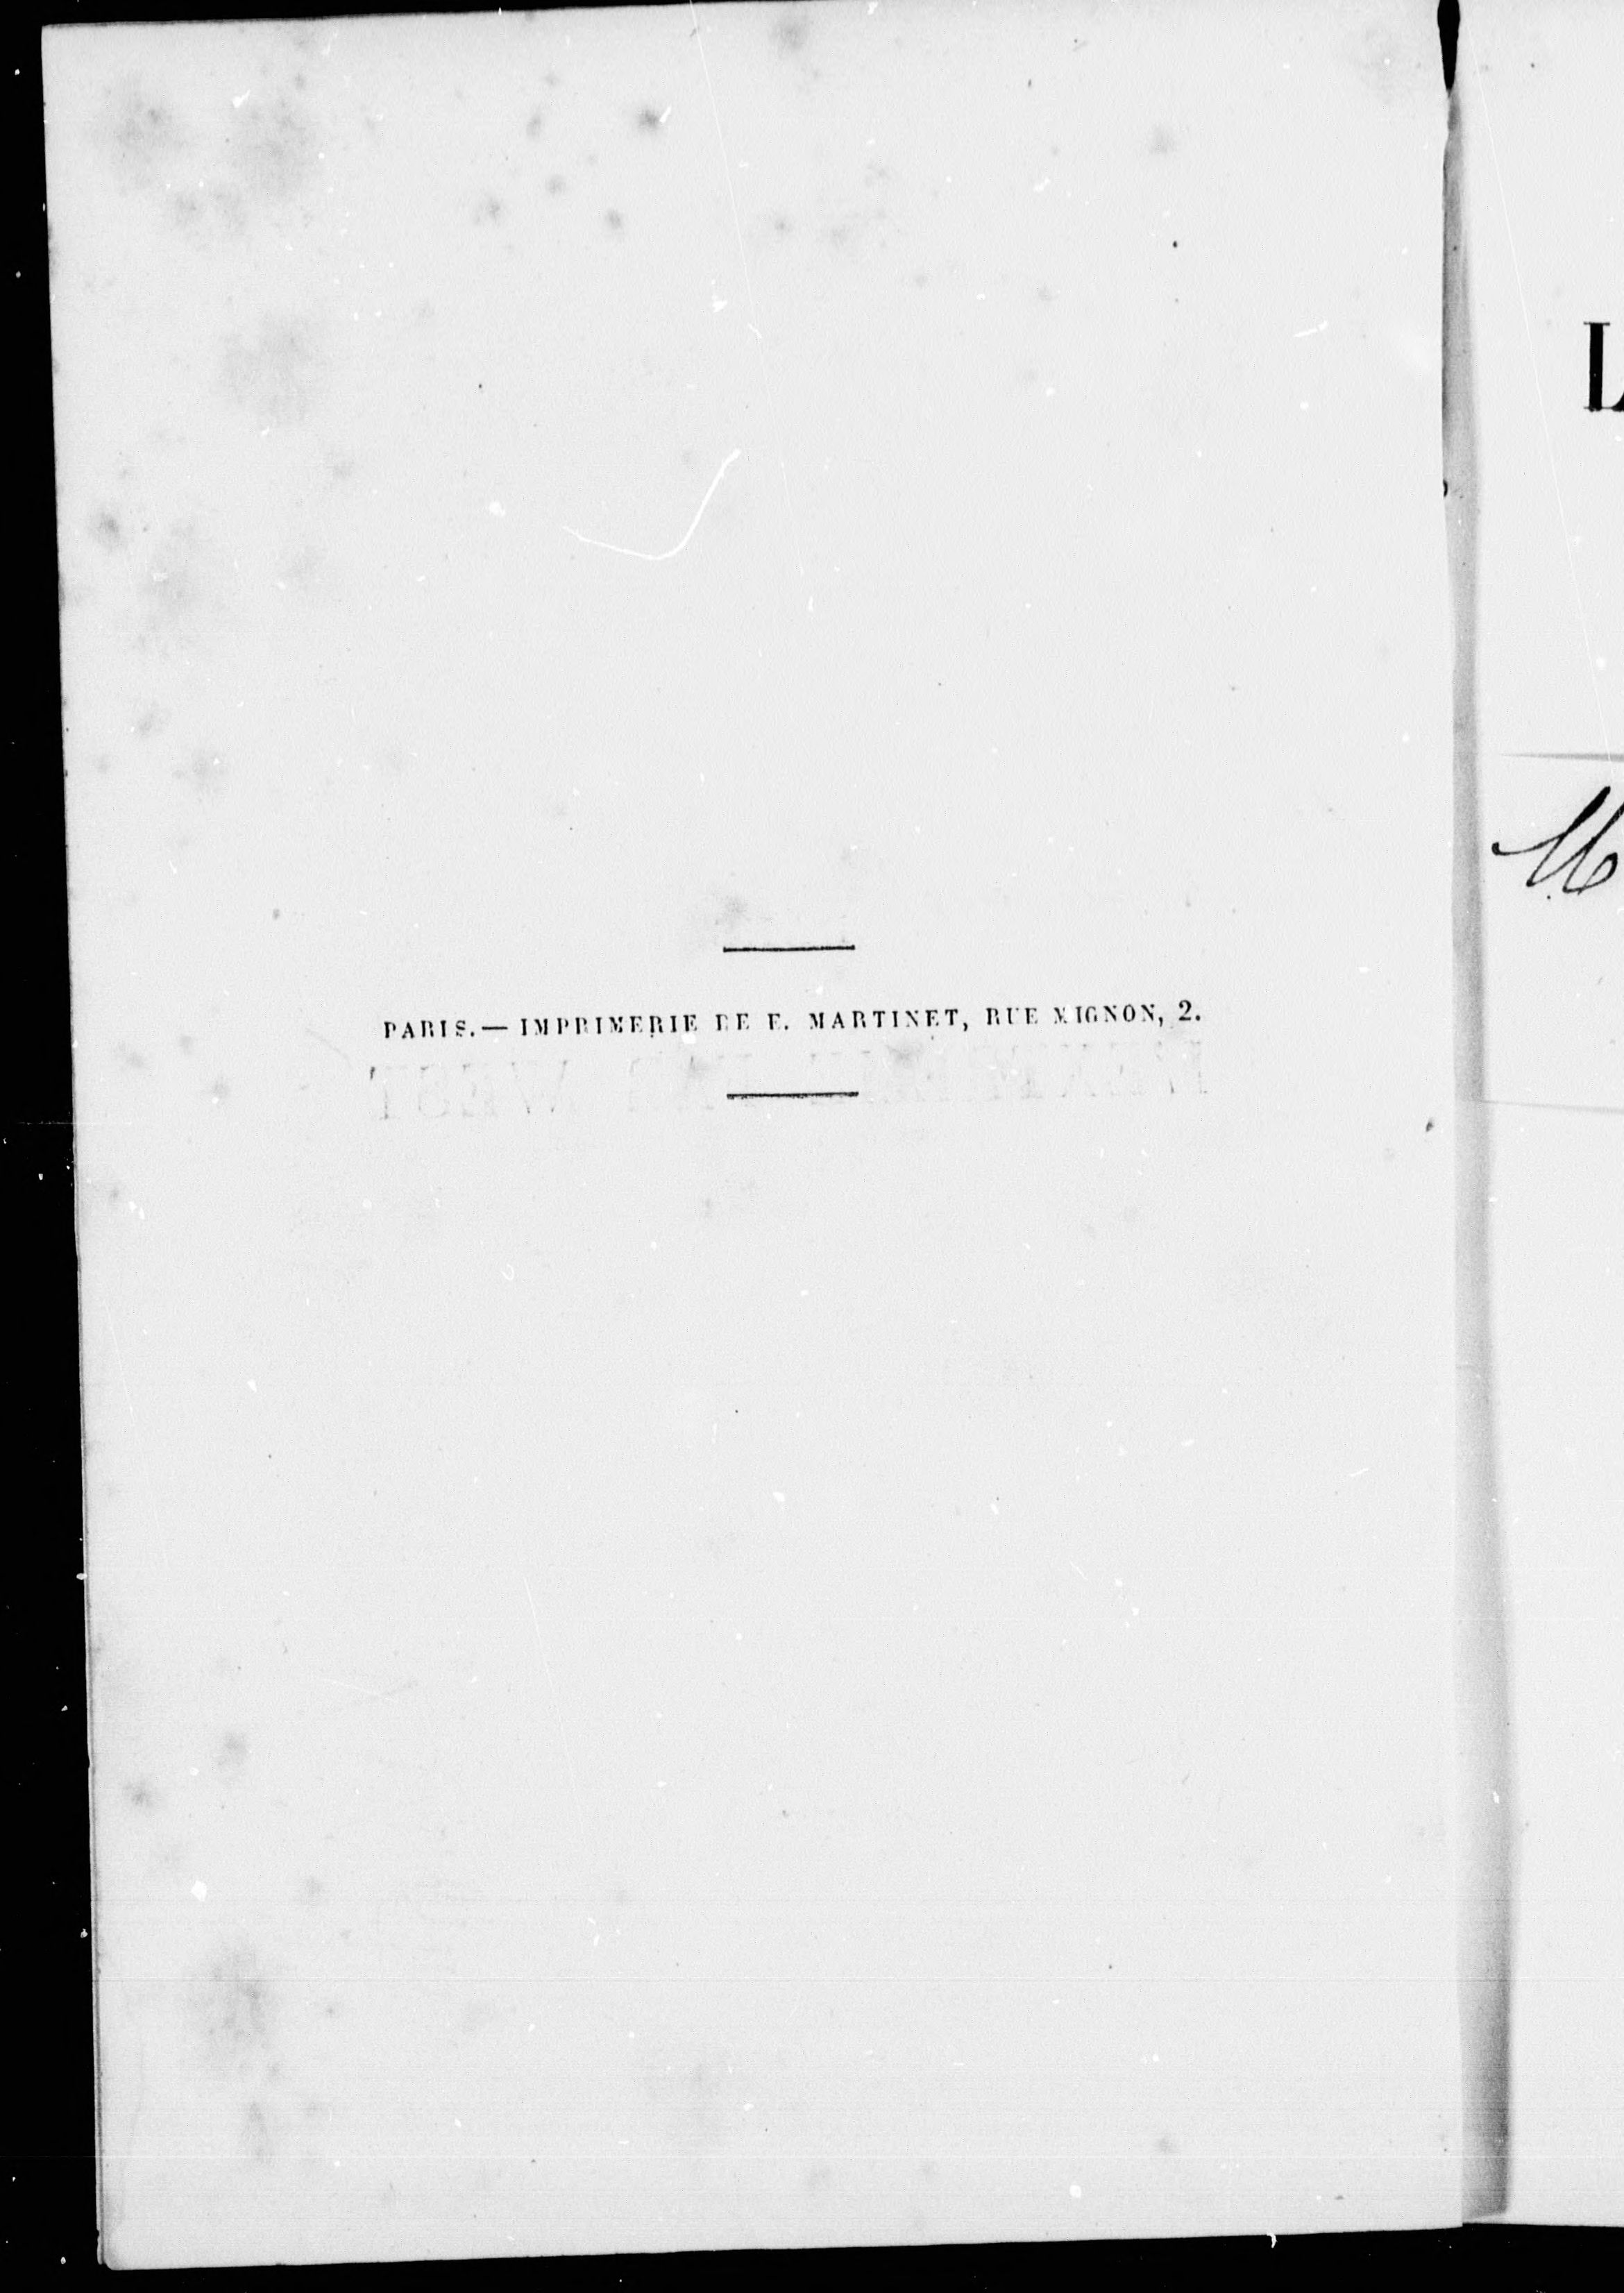 PARIS.— IMPRIMERIE DE E. MARTINET, RUE MIGNON, 2.